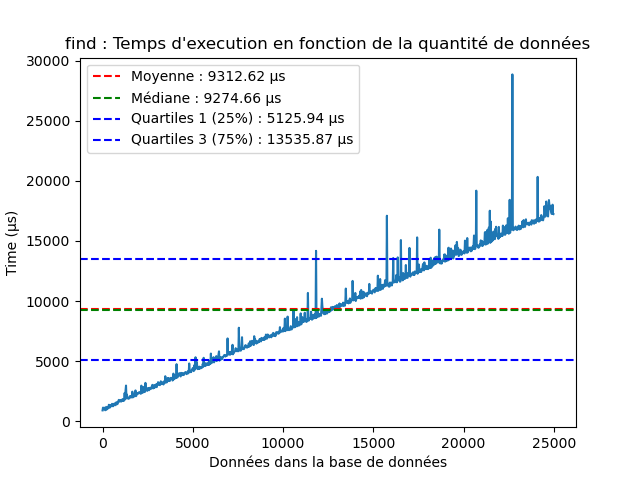 find : Temps d'execution en fonction de la quantité de données
30000
25000
20000
15000
10000
5000
0
Time (µs)
Moyenne : 9312.62 µs
Médiane : 9274.66 µs
Quartiles 1 (25%) : 5125.94 µs
Quartiles 3 (75%) : 13535.87 µs
0 5000 10000 15000 20000 25000
Données dans la base de données